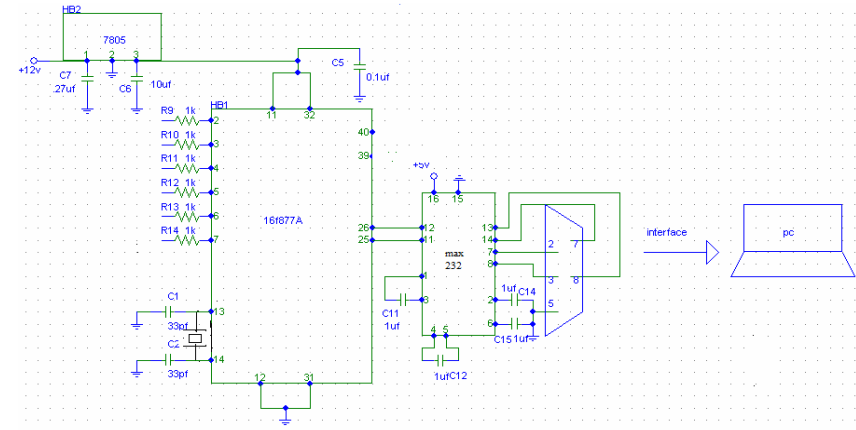 HB2
7805
1 2 3
+12v
C7
.27uf
C6
10uf
C5
0.1uf
HB1
11 32
R9 1k
2
R10 1k
3
R11 1k
4
R12 1k
5
R13 1k
6
R14 1k
7
40
39
16f877A
26
25
C1
33pf
13
C2
33pf
14
12 31
+5v
16 15
12
11
1
3
max
232
13
14
7
8
2
6
4 5
C11
1uf
1uf C14
C15 1uf
1uf C12
2 7
3 8
5
interface
pc